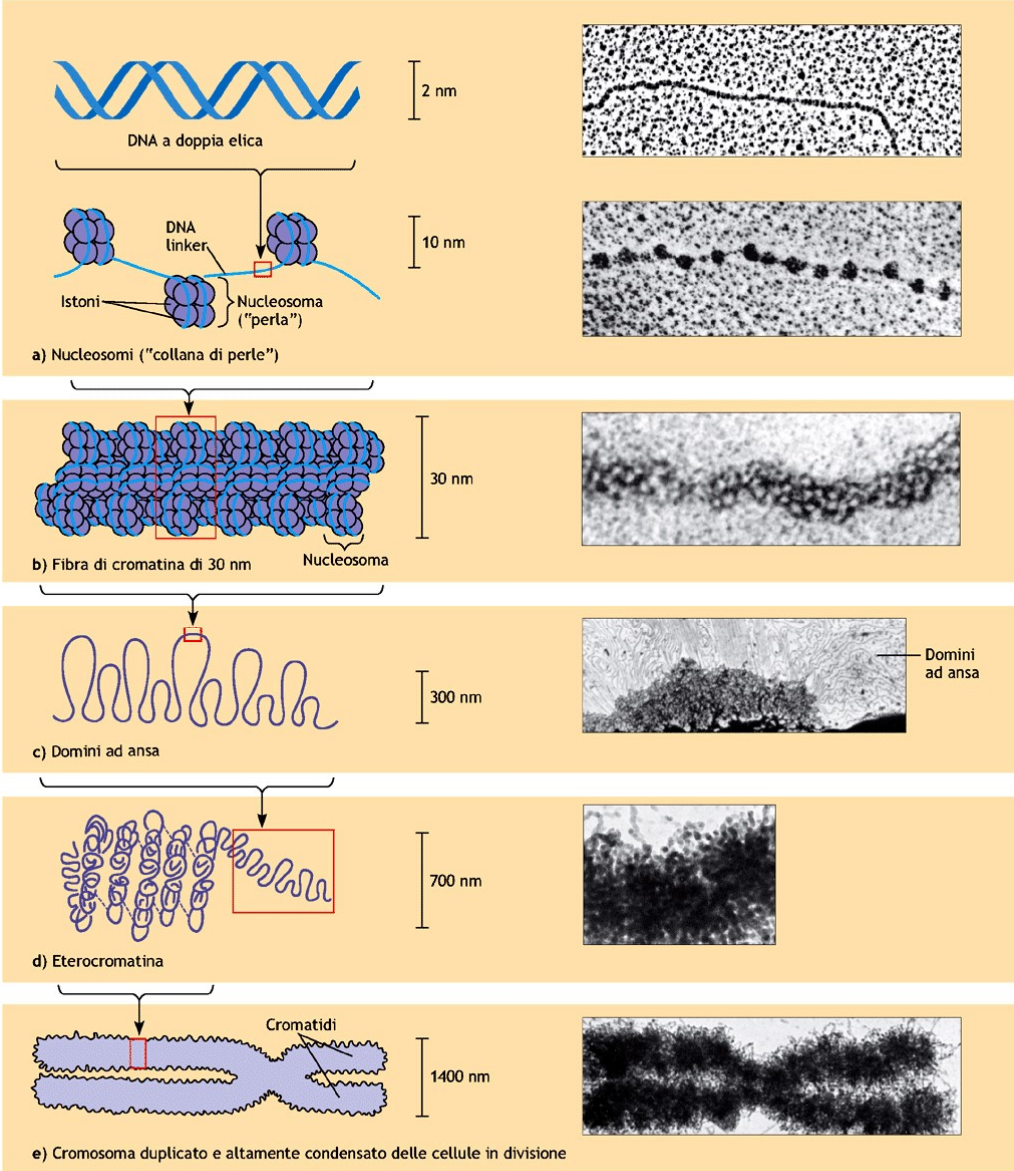 2 nm
DNA a doppia elica
DNA
linker
10 nm
Istoni
Nucleosoma
("perla")
a) Nucleosomi ("collana di perle")
30 nm
Nucleosoma
b) Fibra di cromatina di 30 nm
Domini
ad ansa
300 nm
c) Domini ad ansa
700 nm
d) Eterocromatina
Cromatidi
1400 nm
e) Cromosoma duplicato e altamente condensato delle cellule in divisione